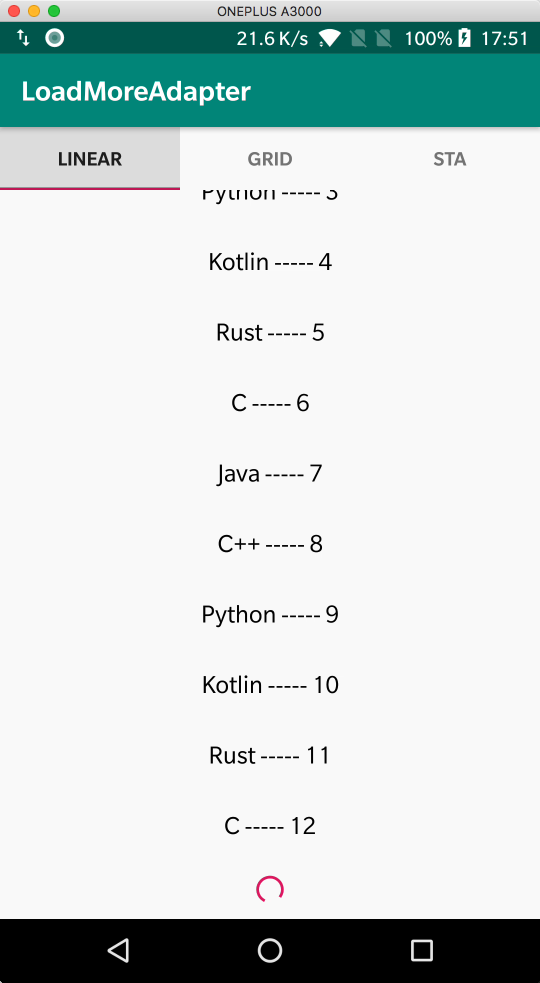 ONEPLUS A3000
21.6 K/s 100% 17:51
LoadMoreAdapter
LINEAR GRID STA
Python ----- 3
Kotlin ----- 4
Rust ----- 5
C ----- 6
Java ----- 7
C++ ----- 8
Python ----- 9
Kotlin ----- 10
Rust ----- 11
C ----- 12